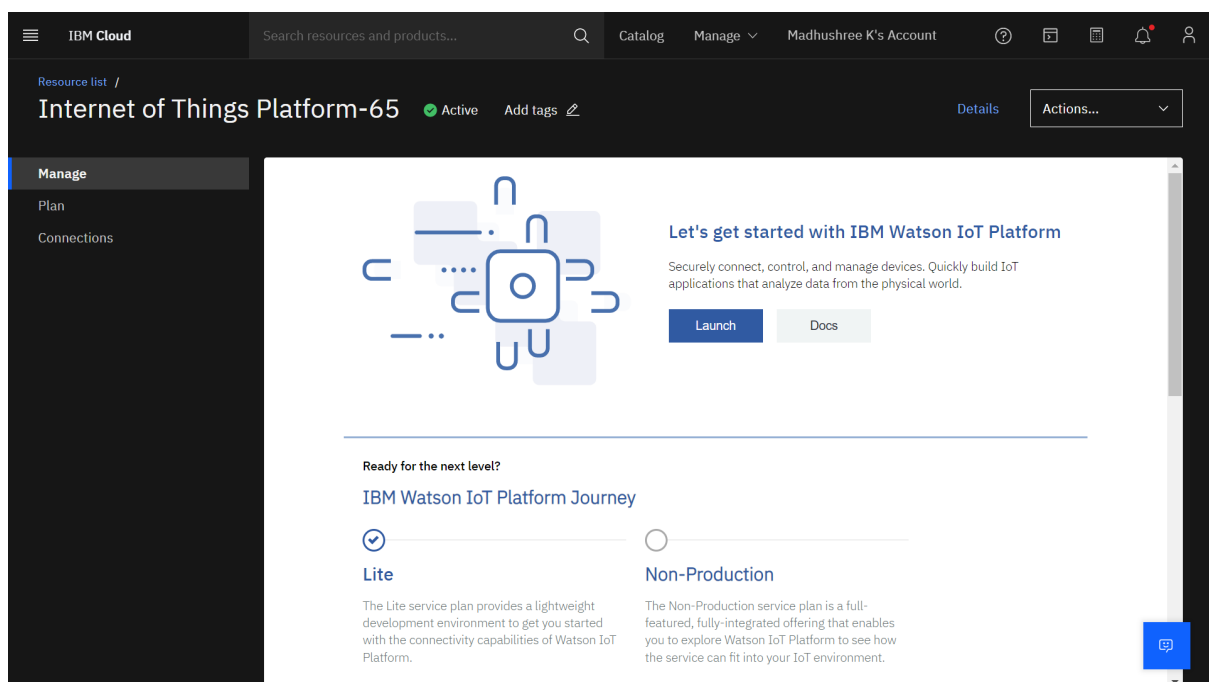 IBM Cloud
Search resources and products...
Catalog
Manage
Madhushree K's Account
Resource list /
Internet of Things Platform-65
Active
Add tags
Details
Actions...
Manage
Plan
Connections
Let's get started with IBM Watson IoT Platform
Securely connect, control, and manage devices. Quickly build IoT
applications that analyze data from the physical world.
Launch
Docs
Ready for the next level?
IBM Watson IoT Platform Journey
Lite
The Lite service plan provides a lightweight
development environment to get you started
with the connectivity capabilities of Watson IoT
Platform.
Non-Production
The Non-Production service plan is a full-
featured, fully-integrated offering that enables
you to explore Watson IoT Platform to see how
the service can fit into your IoT environment.